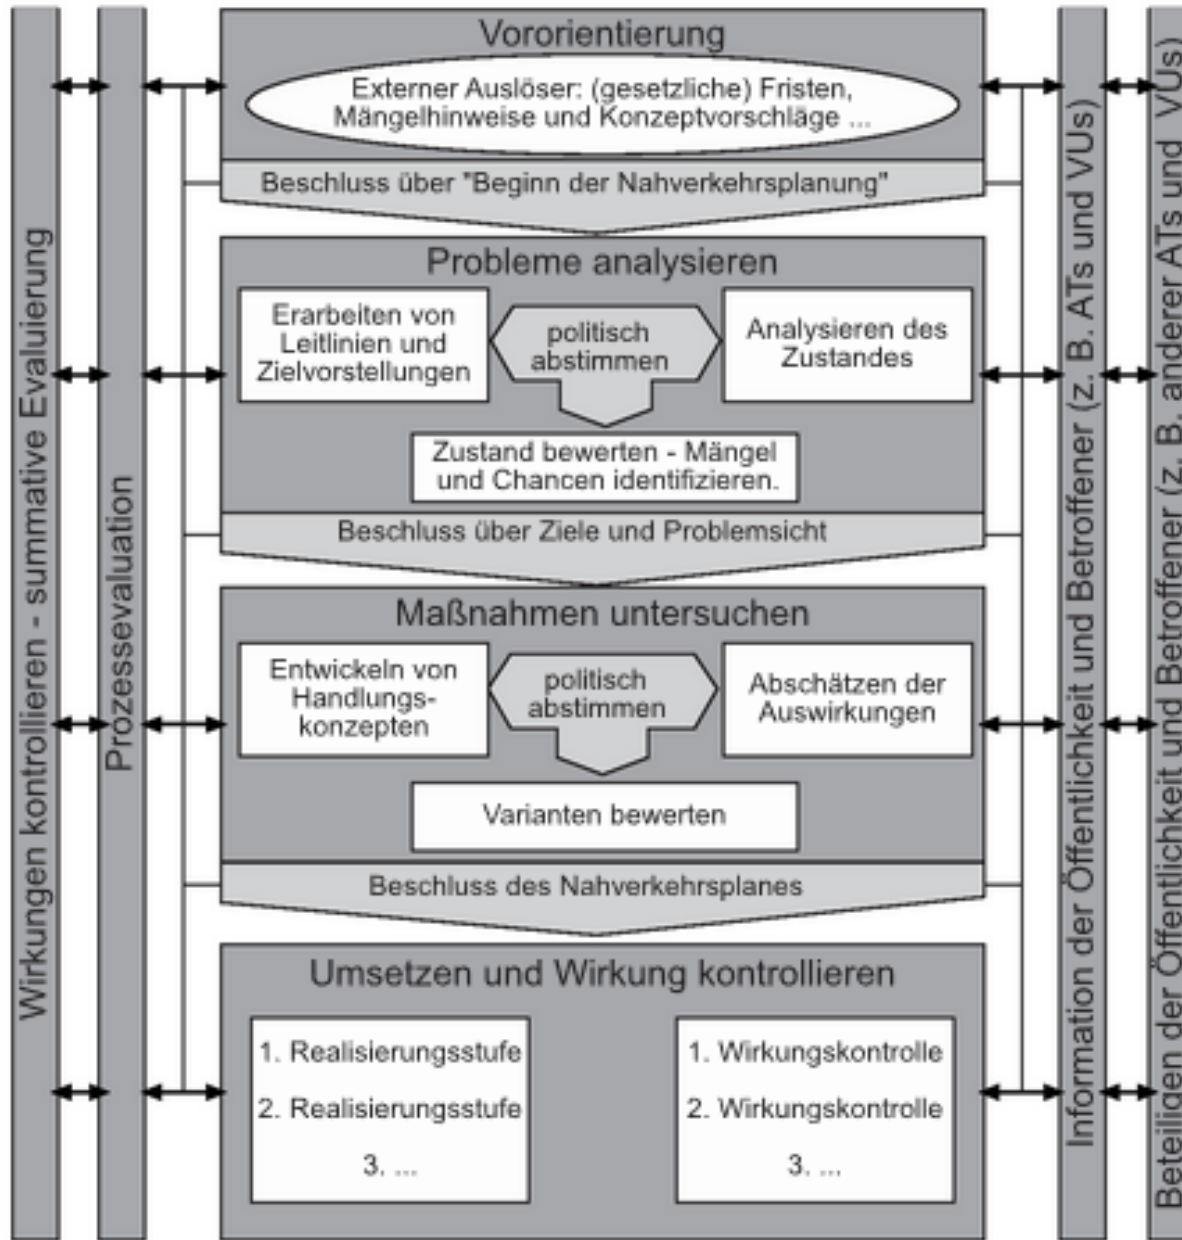 Vororientierung
Externer Auslöser: (gesetzliche) Fristen,
Mängelhinweise und Konzeptvorschläge ...
Beschluss über "Beginn der Nahverkehrsplanung"
Probleme analysieren
Erarbeiten von
Leitlinien und
Zielvorstellungen
politisch
abstimmen
Analysieren des
Zustandes
Zustand bewerten - Mängel
und Chancen identifizieren.
Beschluss über Ziele und Problemsicht
Maßnahmen untersuchen
Entwickeln von
Handlungs-
konzepten
politisch
abstimmen
Abschätzen der
Auswirkungen
Varianten bewerten
Beschluss des Nahverkehrsplanes
Umsetzen und Wirkung kontrollieren
1. Realisierungsstufe
2. Realisierungsstufe
3. ...
1. Wirkungskontrolle
2. Wirkungskontrolle
3. ...
Wirkungen kontrollieren - summative Evaluierung
Prozessevaluation
Information der Öffentlichkeit und Betroffener (z. B. ATs und VUs)
Beteiligen der Öffentlichkeit und Betroffener (z. B. anderer ATs und VUs)